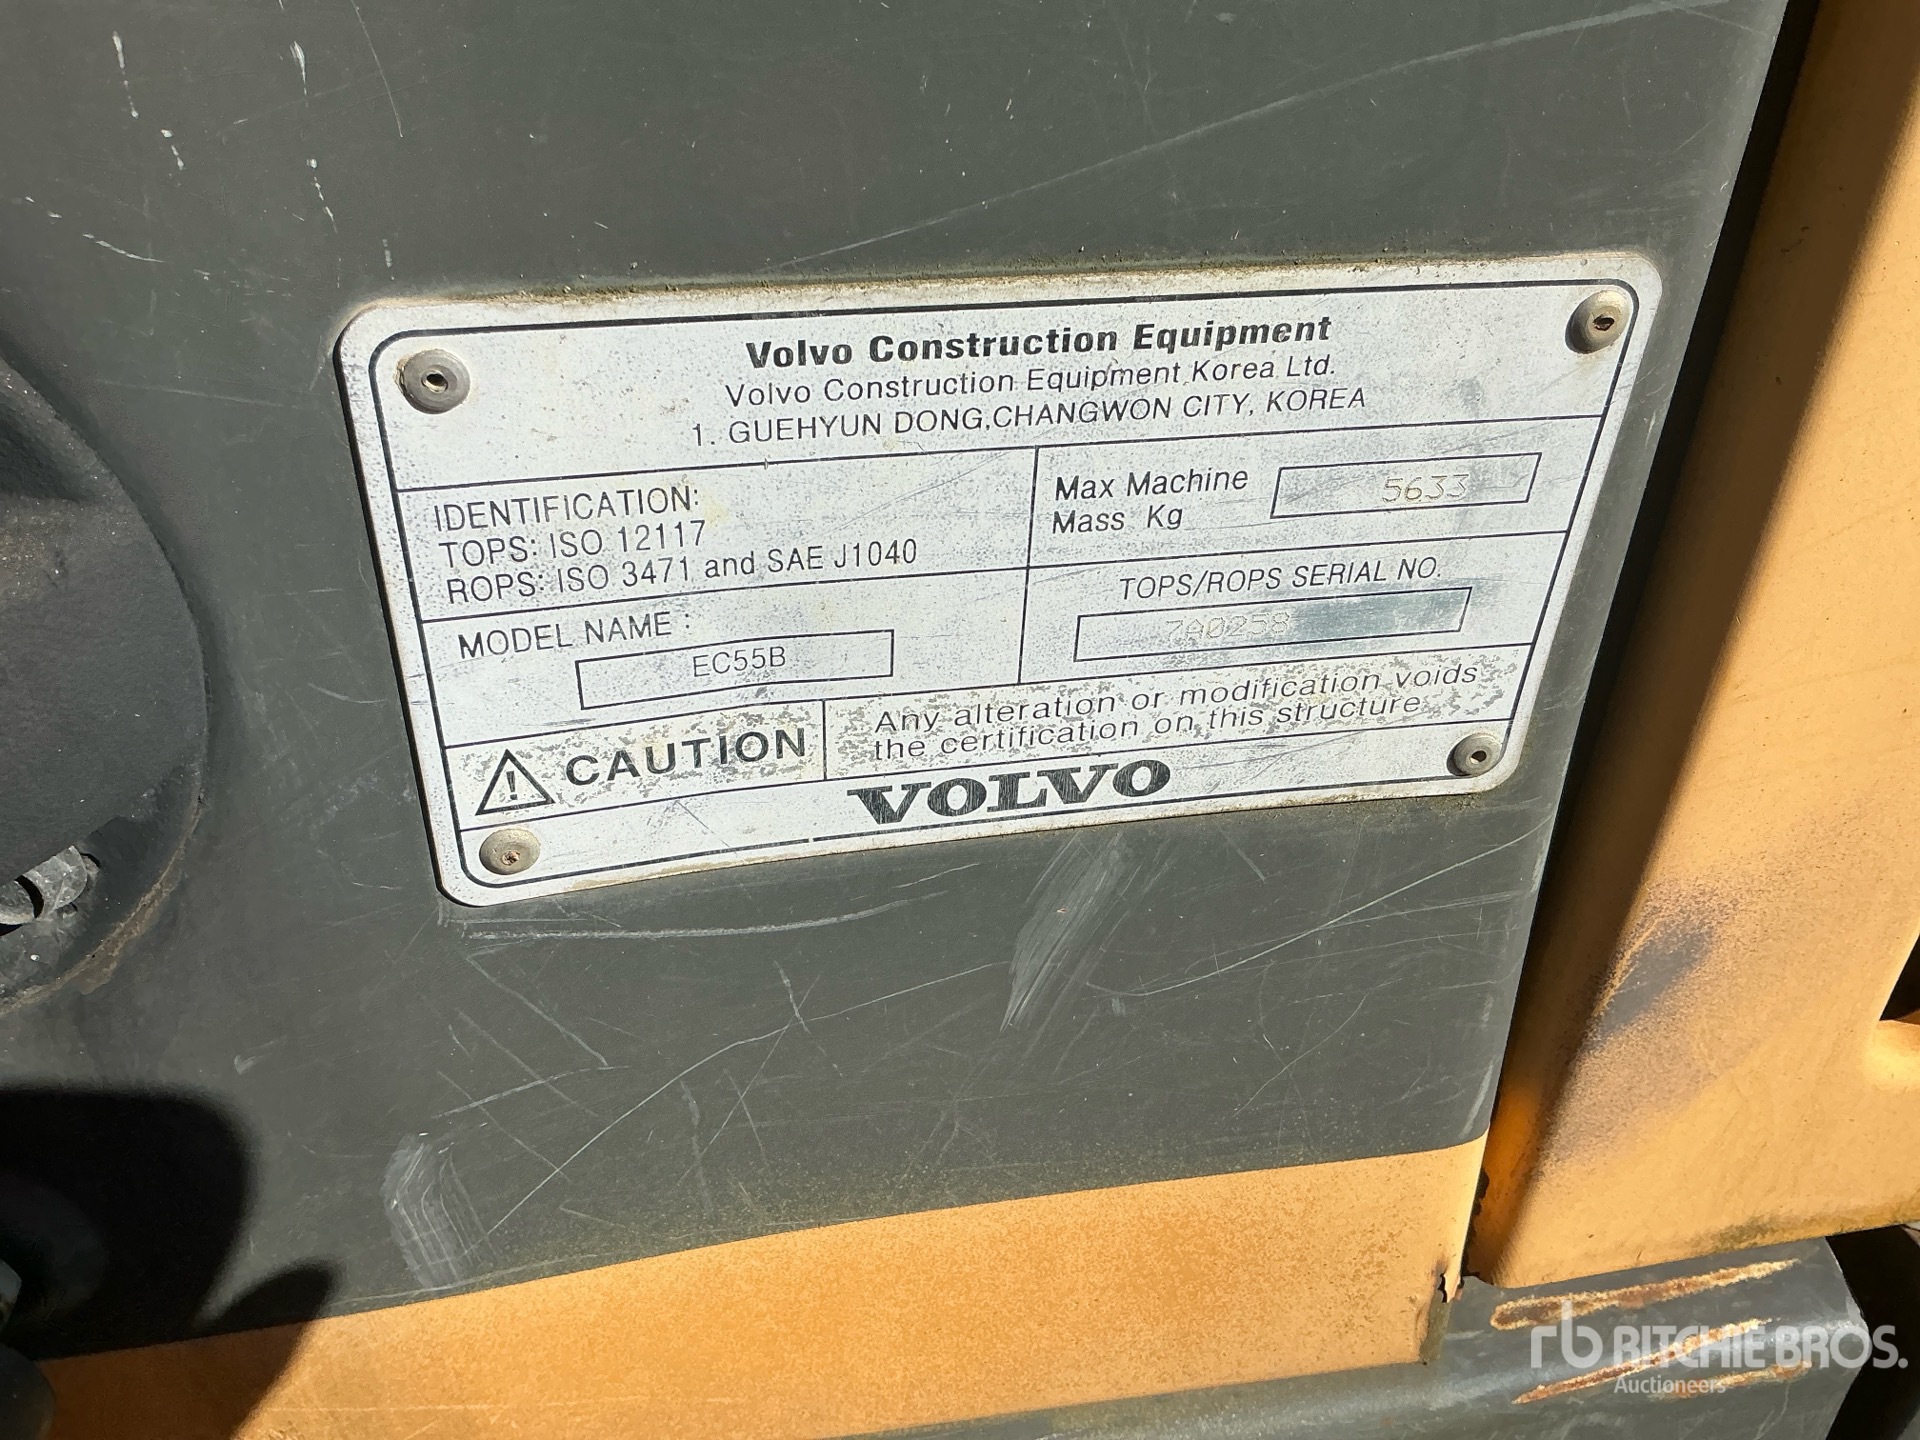 Volvo Construction Equipment
Volvo Construction Equipment Korea Ltd.
1. GUEHYUN DONG,CHANGWON CITY, KOREA
IDENTIFICATION:
TOPS: ISO 12117
ROPS: ISO 3471 and SAE J1040
Max Machine
Mass Kg
5633
MODEL NAME :
EC55B
TOPS/ROPS SERIAL NO.
7A0258
CAUTION
Any alteration or modification voids
the certification on this structure
VOLVO
rb RITCHIE BROS.
Auctioneers